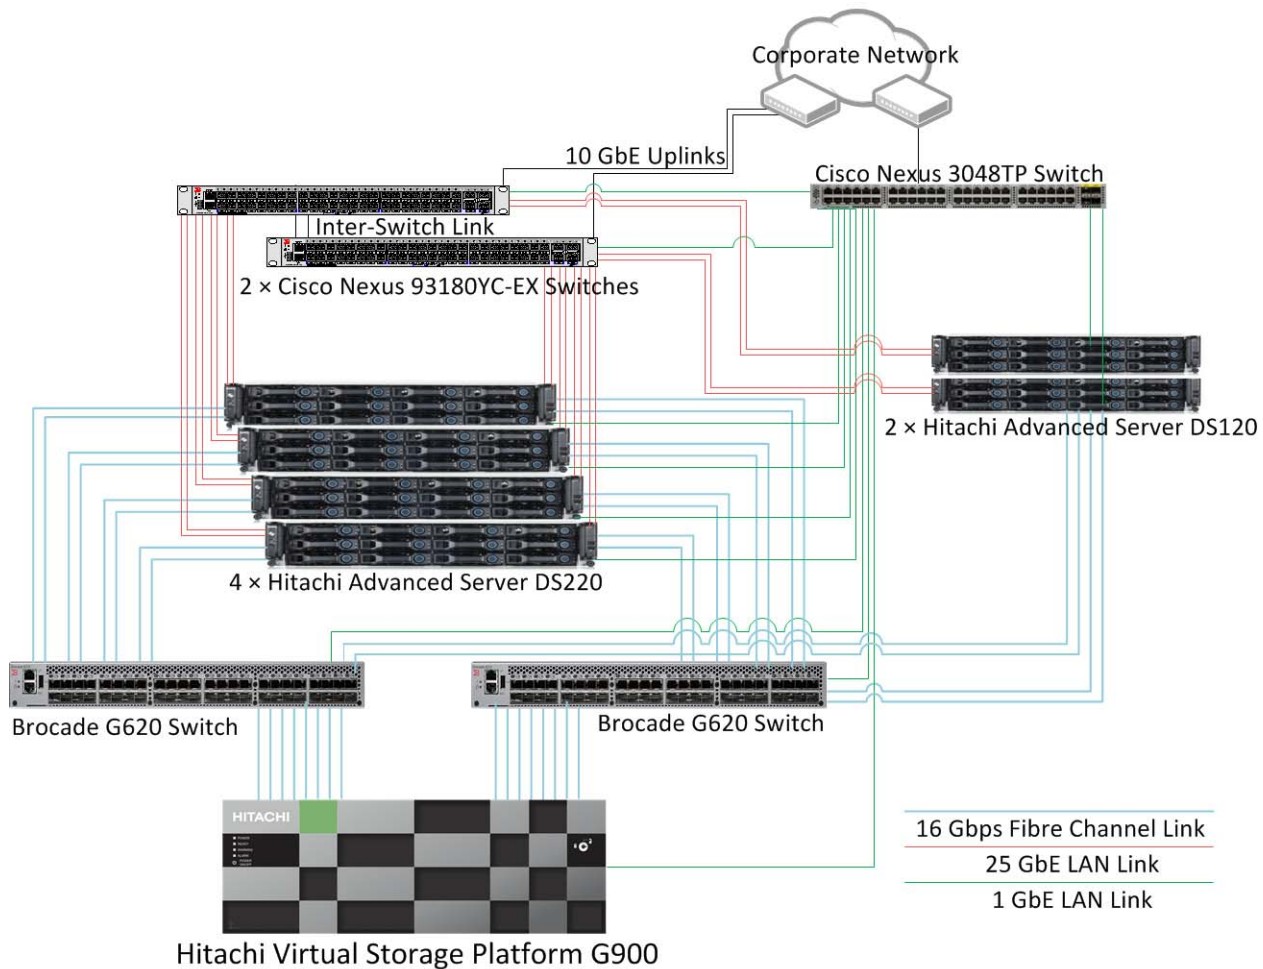 Corporate Network
10 GbE Uplinks
Cisco Nexus 3048TP Switch
Inter-Switch Link
2 × Cisco Nexus 93180YC-EX Switches
2 × Hitachi Advanced Server DS120
4 × Hitachi Advanced Server DS220
Brocade G620 Switch
Brocade G620 Switch
HITACHI
16 Gbps Fibre Channel Link
25 GbE LAN Link
1 GbE LAN Link
Hitachi Virtual Storage Platform G900